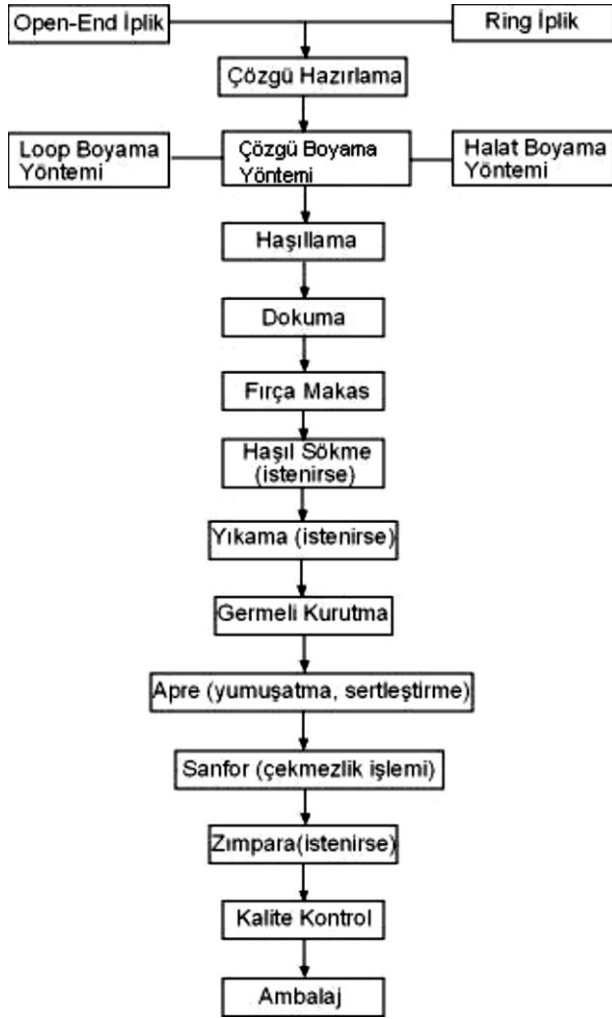 Open-End İplik
Ring İplik
Çözgü Hazırlama
Loop Boyama
Yöntemi
Çözgü Boyama
Yöntemi
Halat Boyama
Yöntemi
Haşıllama
Dokuma
Fırça Makas
Haşıl Sökme
(istenirse)
Yıkama (istenirse)
Germeli Kurutma
Apre (yumuşatma, sertleştirme)
Sanfor (çekmezlik işlemi)
Zımpara(istenirse)
Kalite Kontrol
Ambalaj